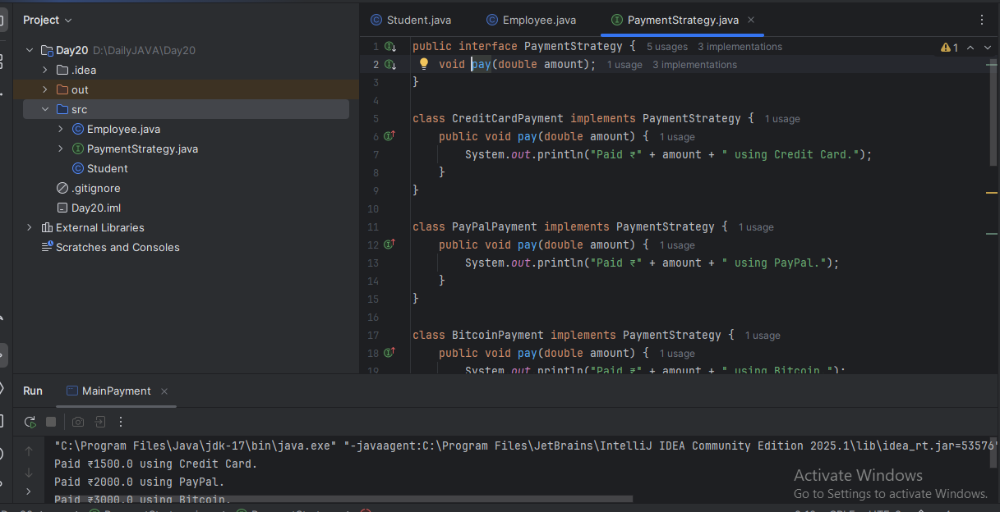 Project
Day20 D:\DailyJAVA\Day20
.idea
out
src
Employee.java
PaymentStrategy.java
Student
.gitignore
Day20.iml
External Libraries
Scratches and Consoles
Student.java Employee.java PaymentStrategy.java
1 public interface PaymentStrategy { 5 usages 3 implementations
1
2 void pay(double amount); 1 usage 3 implementations
3 }
4
5 class CreditCardPayment implements PaymentStrategy { 1 usage
6 public void pay(double amount) { 1 usage
7 System.out.println("Paid ₹" + amount + " using Credit Card.");
8 }
9 }
10
11 class PayPalPayment implements PaymentStrategy { 1 usage
12 public void pay(double amount) { 1 usage
13 System.out.println("Paid ₹" + amount + " using PayPal.");
14 }
15 }
16
17 class BitcoinPayment implements PaymentStrategy { 1 usage
18 public void pay(double amount) { 1 usage
19 System.out.println("Paid ₹" + amount + " using Bitcoin.");
Run MainPayment
"C:\Program Files\Java\jdk-17\bin\java.exe" "-javaagent:C:\Program Files\JetBrains\IntelliJ IDEA Community Edition 2025.1\lib\idea_rt.jar=53576
Paid ₹1500.0 using Credit Card.
Paid ₹2000.0 using PayPal.
Paid ₹3000.0 using Bitcoin.
Activate Windows
Go to Settings to activate Windows.